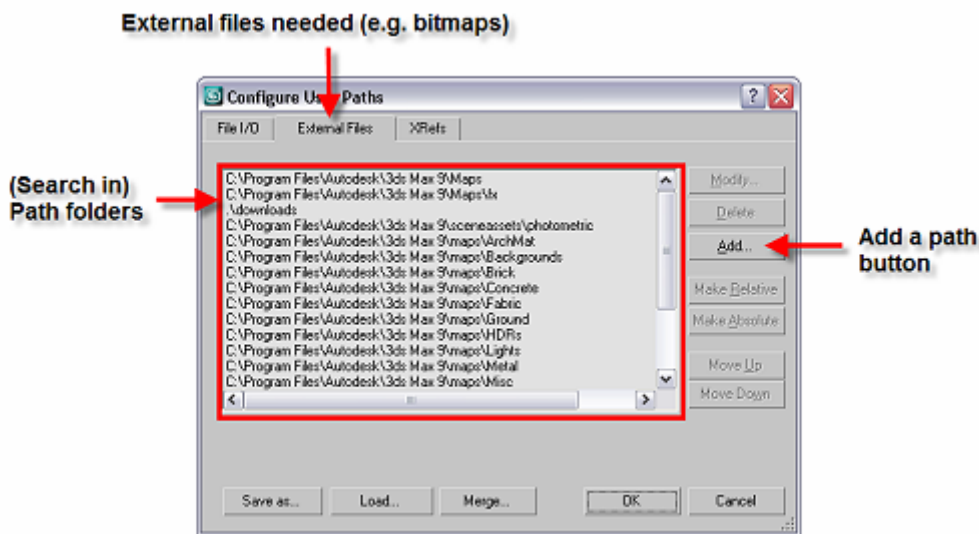 External files needed (e.g. bitmaps)
Configure User Paths
File I/O
External Files
XRefs
(Search in)
Path folders
C:\Program Files\Autodesk\3ds Max 9\Maps
C:\Program Files\Autodesk\3ds Max 9\Maps\fx
.\downloads
C:\Program Files\Autodesk\3ds Max 9\sceneassets\photometric
C:\Program Files\Autodesk\3ds Max 9\maps\ArchMat
C:\Program Files\Autodesk\3ds Max 9\maps\Backgrounds
C:\Program Files\Autodesk\3ds Max 9\maps\Brick
C:\Program Files\Autodesk\3ds Max 9\maps\Concrete
C:\Program Files\Autodesk\3ds Max 9\maps\Fabric
C:\Program Files\Autodesk\3ds Max 9\maps\Ground
C:\Program Files\Autodesk\3ds Max 9\maps\HDRs
C:\Program Files\Autodesk\3ds Max 9\maps\Lights
C:\Program Files\Autodesk\3ds Max 9\maps\Metal
C:\Program Files\Autodesk\3ds Max 9\maps\Misc
Modify...
Delete
Add...
Make Relative
Make Absolute
Move Up
Move Down
Add a path
button
Save as...
Load...
Merge...
OK
Cancel